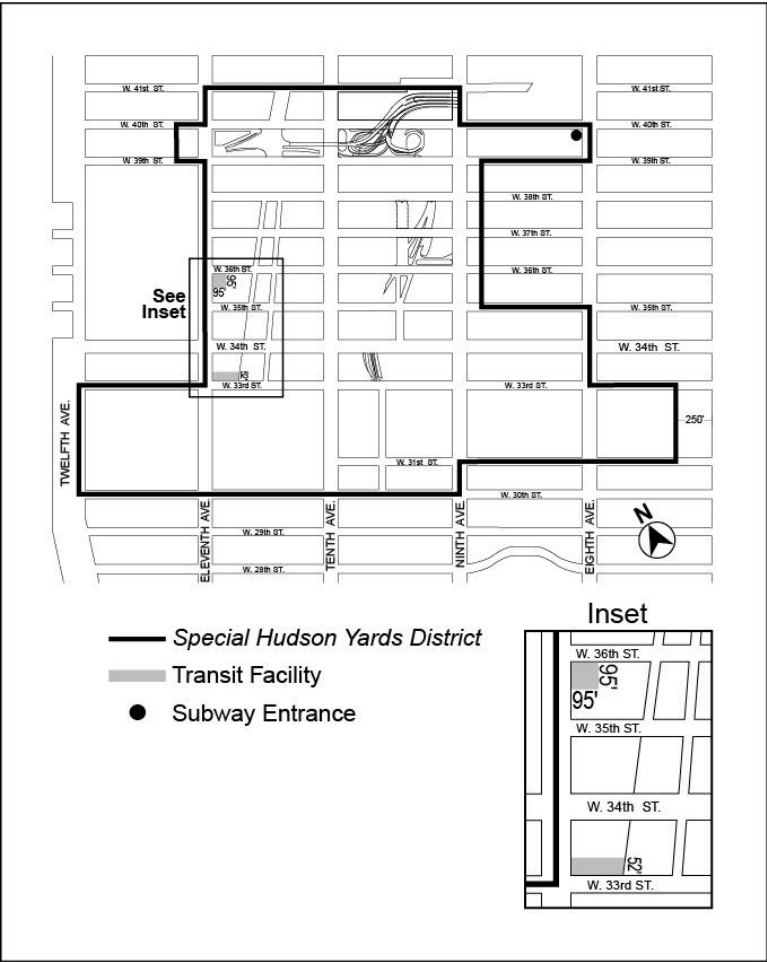 W. 41st ST.
W. 41st ST.
W. 40th ST.
W. 40th ST.
W. 39th ST.
W. 39th ST.
W. 38th ST.
W. 37th ST.
W. 36th ST.
W. 36th ST.
95'
95'
See
Inset
W. 35th ST.
W. 35th ST.
W. 34th ST.
W. 34th ST.
52'
W. 33rd ST.
W. 33rd ST.
250'
TWELFTH AVE.
W. 31st ST.
W. 30th ST.
ELEVENTH AVE.
TENTH AVE.
NINTH AVE.
EIGHTH AVE.
N
W. 29th ST.
W. 28th ST.
Special Hudson Yards District
Transit Facility
Subway Entrance
Inset
W. 36th ST.
95'
95'
W. 35th ST.
W. 34th ST.
52'
W. 33rd ST.